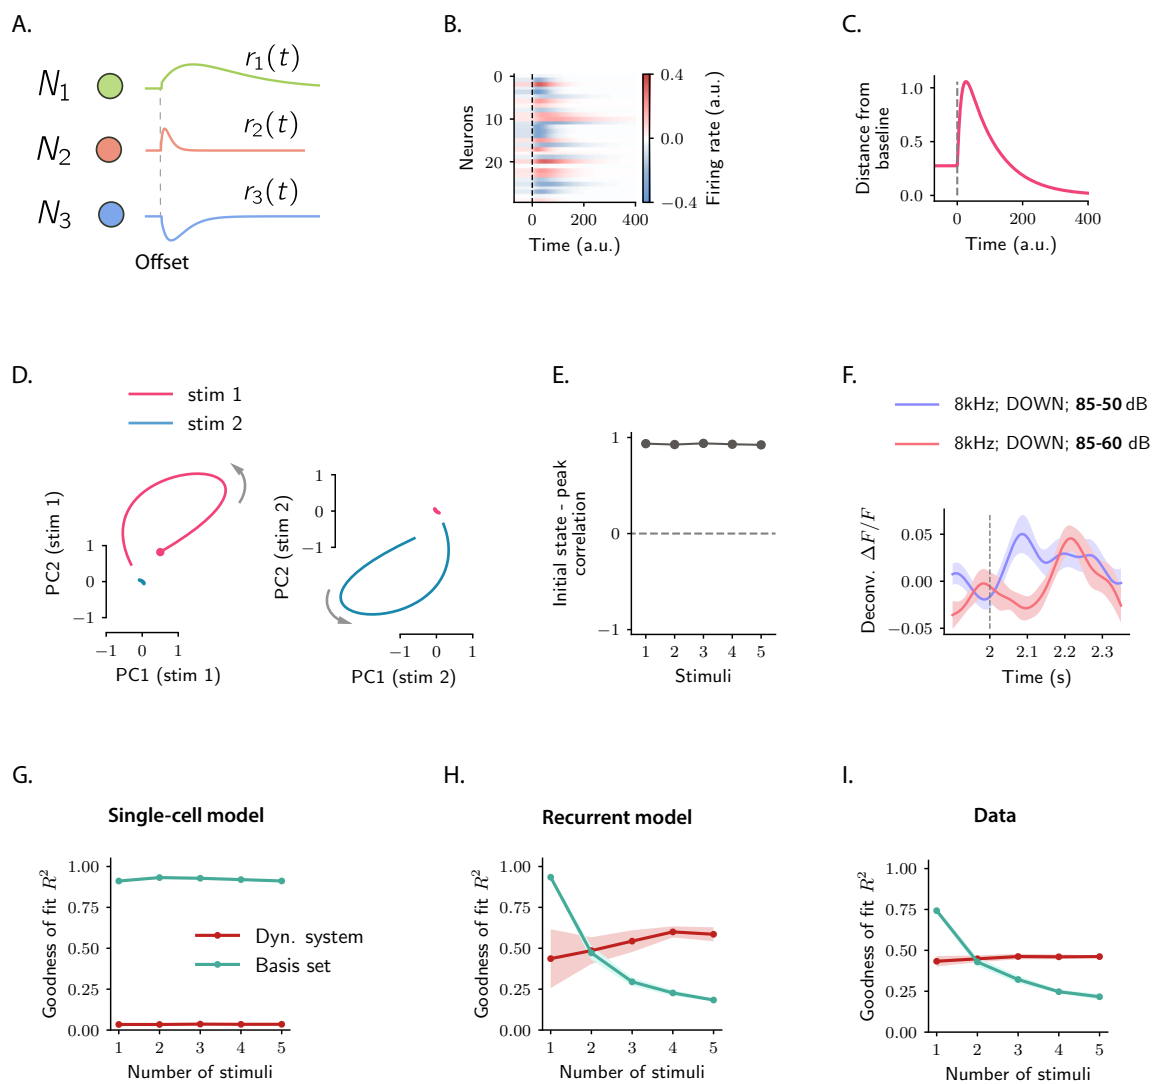 A.
N1
r1(t)
N2
r2(t)
N3
r3(t)
Offset
B.
Neurons
0
10
20
0
200
400
Time (a.u.)
0.4
0.0
−0.4
Firing rate (a.u.)
C.
Distance from
baseline
1.0
0.5
0.0
0
200
400
Time (a.u.)
D.
stim 1
stim 2
PC2 (stim 1)
1
0
−1
−1
0
1
PC1 (stim 1)
PC2 (stim 2)
1
0
−1
−1
0
1
PC1 (stim 2)
E.
Initial state - peak
correlation
1
0
−1
1
2
3
4
5
Stimuli
F.
8kHz; DOWN; 85-50 dB
8kHz; DOWN; 85-60 dB
Deconv. ΔF/F
0.05
0.00
−0.05
2
2.1
2.2
2.3
Time (s)
G.
Single-cell model
Goodness of fit R²
1.00
0.75
0.50
0.25
0.00
Dyn. system
Basis set
1
2
3
4
5
Number of stimuli
H.
Recurrent model
Goodness of fit R²
1.00
0.75
0.50
0.25
0.00
1
2
3
4
5
Number of stimuli
I.
Data
Goodness of fit R²
1.00
0.75
0.50
0.25
0.00
1
2
3
4
5
Number of stimuli